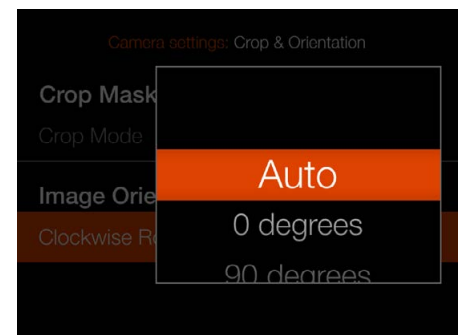 Camera settings: Crop & Orientation
Crop Mask
Crop Mode
Image Orie
Clockwise Ro
Auto
0 degrees
90 degrees